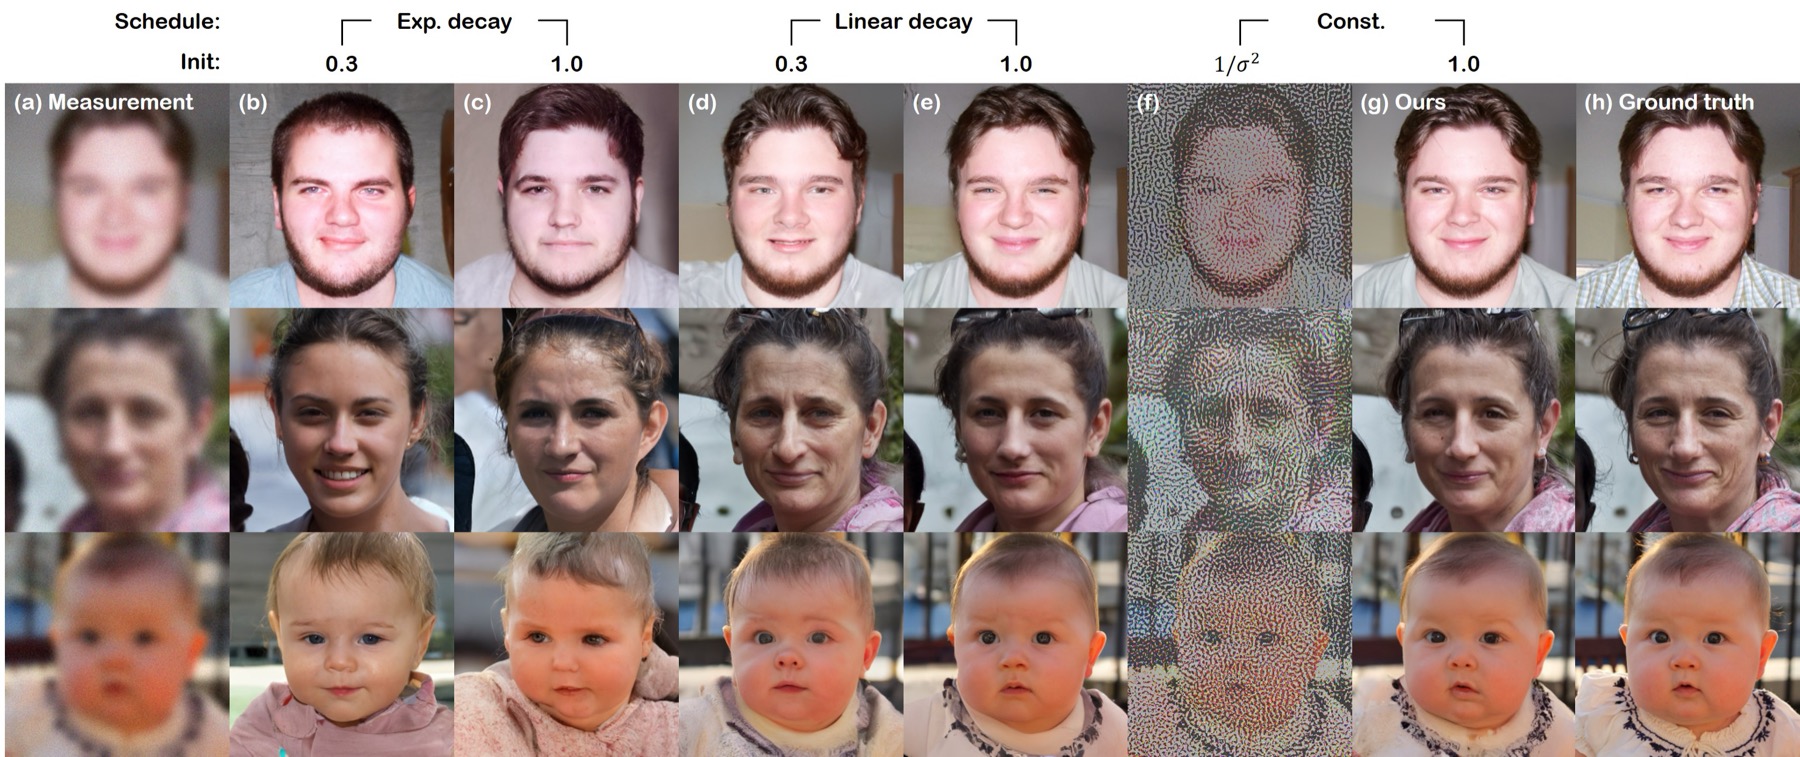 Schedule: Exp. decay Linear decay Const.
Init: 0.3 1.0 0.3 1.0 1/σ² 1.0
(a) Measurement (b) (c) (d) (e) (f) (g) Ours (h) Ground truth